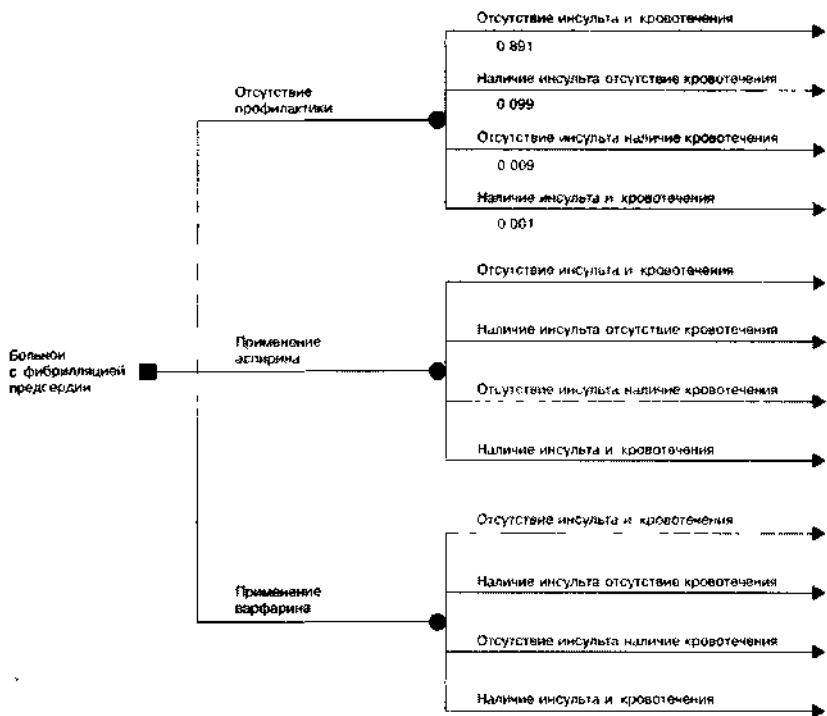 Отсутствие инсульта и кровотечения
0 891
Наличие инсульта отсутствие кровотечения
0 099
Отсутствие инсульта наличие кровотечения
0 009
Наличие инсульта и кровотечения
0 001
Отсутствие
профилактики
Отсутствие инсульта и кровотечения
Наличие инсульта отсутствие кровотечения
Отсутствие инсульта наличие кровотечения
Наличие инсульта и кровотечения
Применение
аспирина
Больнои
с фибрилляцией
предсердии
Отсутствие инсульта и кровотечения
Наличие инсульта отсутствие кровотечения
Отсутствие инсульта наличие кровотечения
Наличие инсульта и кровотечения
Применение
варфарина